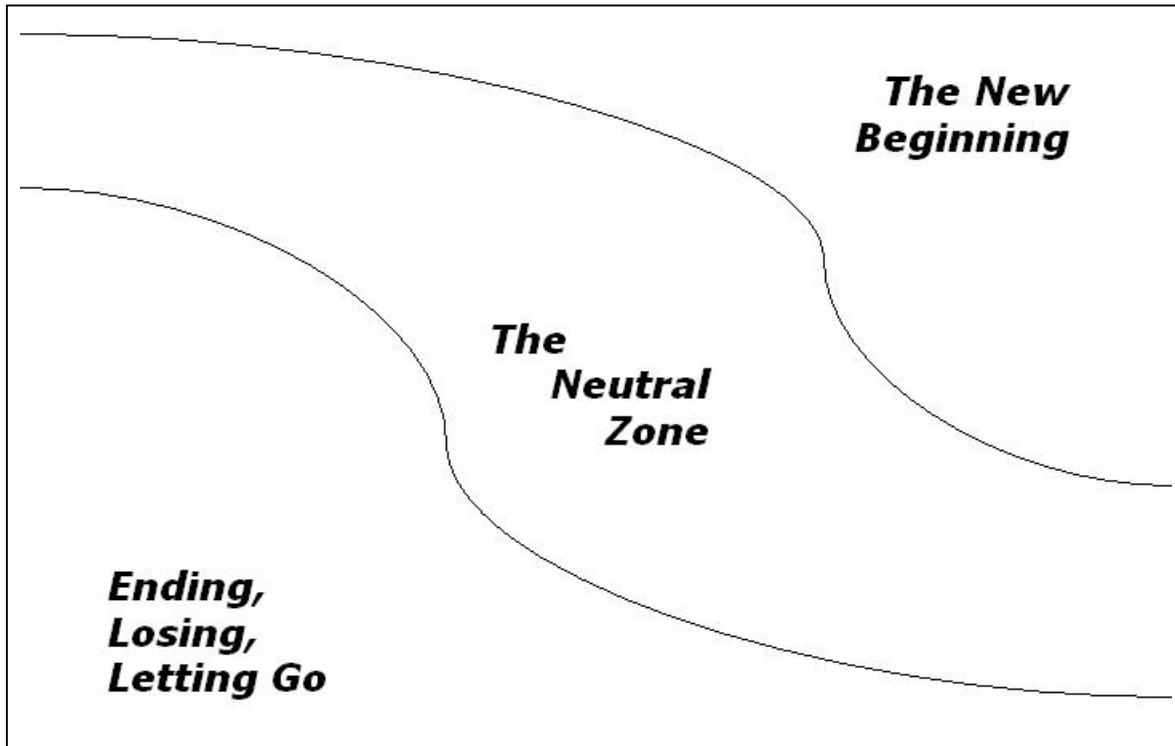 The New
Beginning
The
Neutral
Zone
Ending,
Losing,
Letting Go